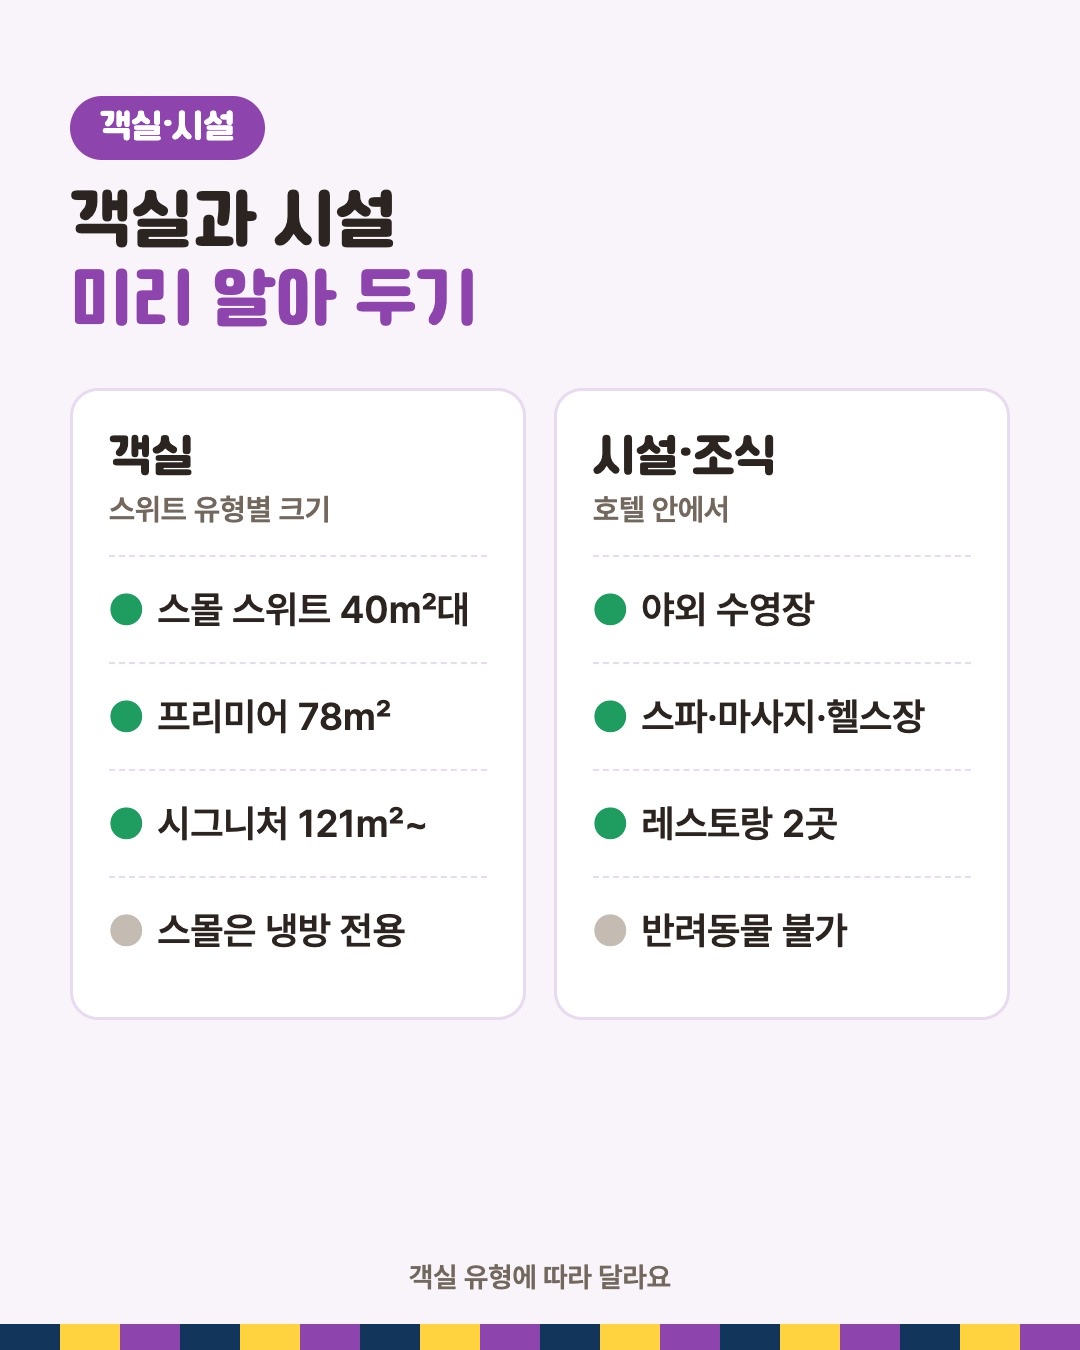 객실·시설
객실과 시설
미리 알아 두기
객실
스위트 유형별 크기
스몰 스위트 40m²대
프리미어 78m²
시그니처 121m²~
스몰은 냉방 전용
시설·조식
호텔 안에서
야외 수영장
스파·마사지·헬스장
레스토랑 2곳
반려동물 불가
객실 유형에 따라 달라요